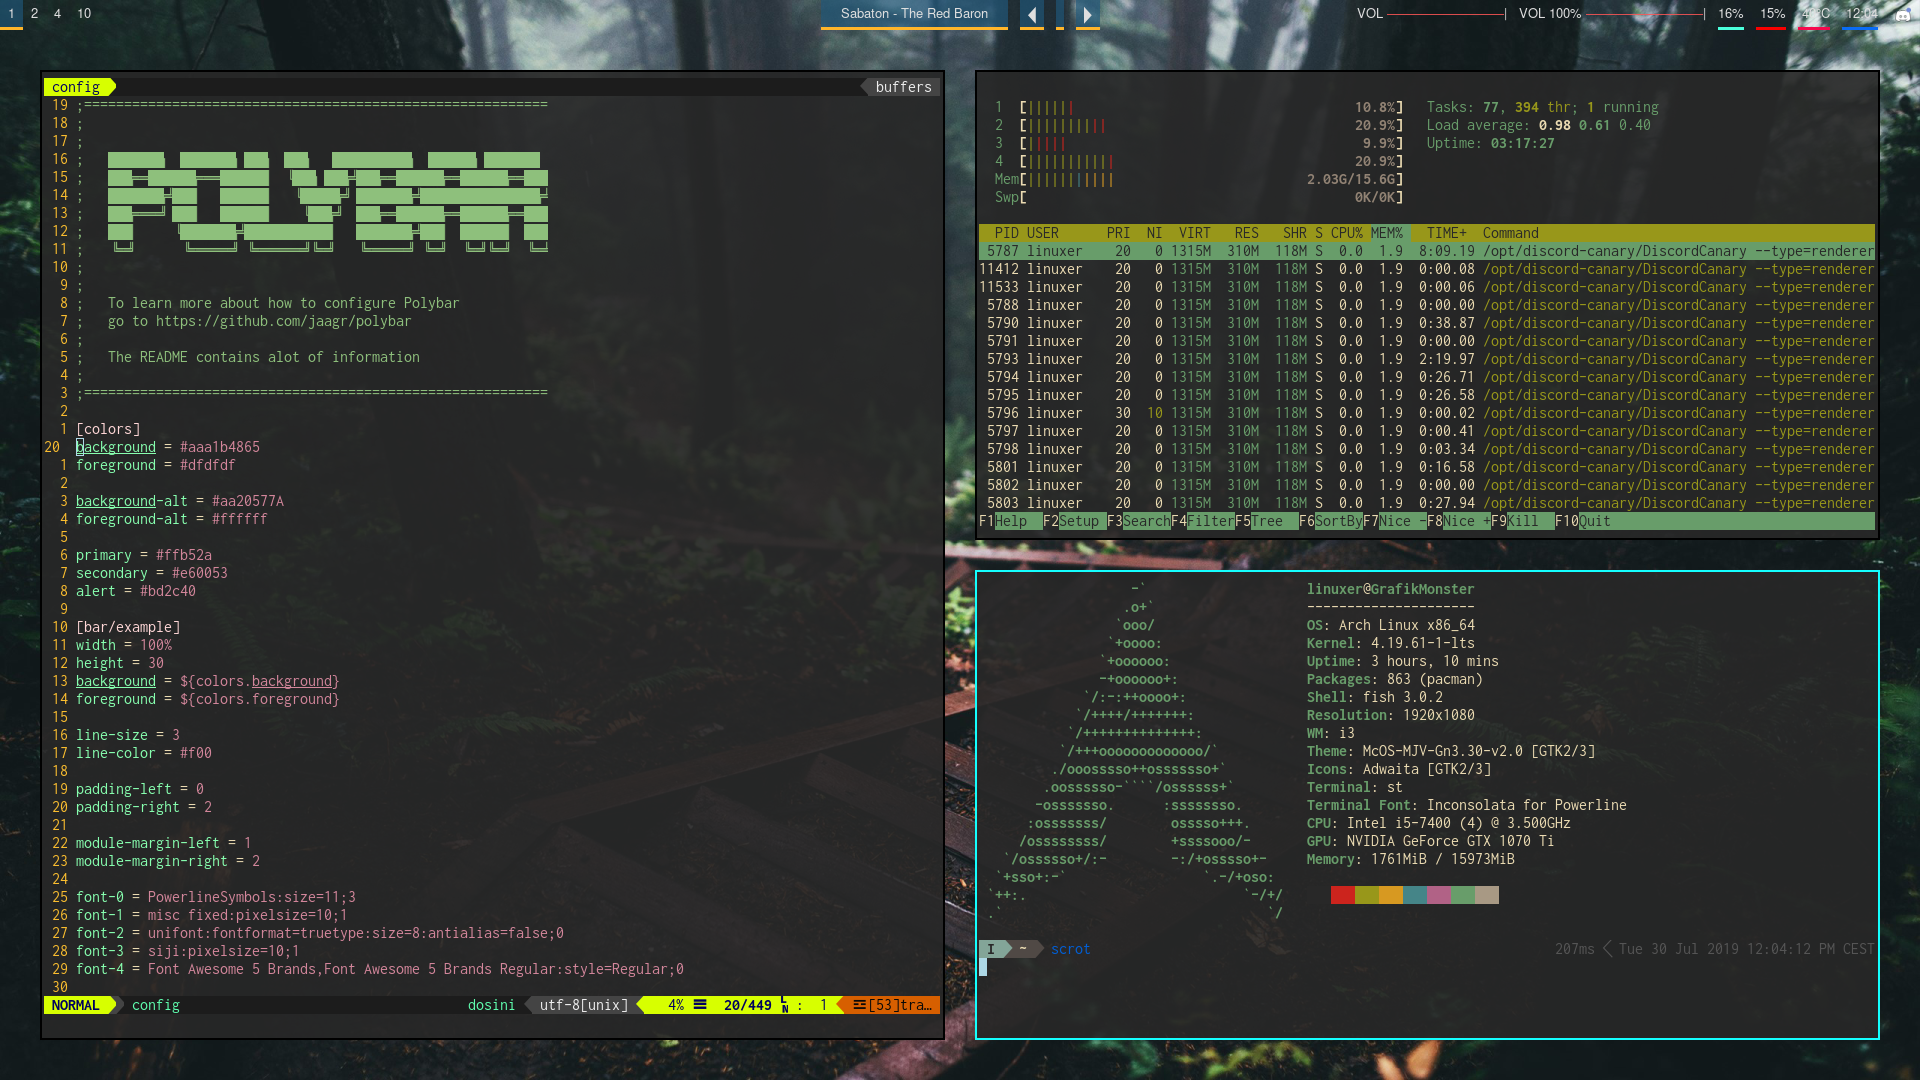 1 2 4 10
Sabaton - The Red Baron
VOL VOL 100% 16% 15% 12:04
config buffers
19 ;==========================================================
18 ;
17 ;
16 ;
15 ;
14 ;
13 ;
12 ;
11 ;
10 ;
9 ;
8 ; To learn more about how to configure Polybar
7 ; go to https://github.com/jaagr/polybar
6 ;
5 ; The README contains alot of information
4 ;
3 ;==========================================================
2
1 [colors]
20 background = #aaa1b4865
1 foreground = #dfdfdf
2
3 background-alt = #aa20577A
4 foreground-alt = #ffffff
5
6 primary = #ffb52a
7 secondary = #e60053
8 alert = #bd2c40
9
10 [bar/example]
11 width = 100%
12 height = 30
13 background = ${colors.background}
14 foreground = ${colors.foreground}
15
16 line-size = 3
17 line-color = #f00
18
19 padding-left = 0
20 padding-right = 2
21
22 module-margin-left = 1
23 module-margin-right = 2
24
25 font-0 = PowerlineSymbols:size=11;3
26 font-1 = misc fixed:pixelsize=10;1
27 font-2 = unifont:fontformat=truetype:size=8:antialias=false;0
28 font-3 = siji:pixelsize=10;1
29 font-4 = Font Awesome 5 Brands,Font Awesome 5 Brands Regular:style=Regular;0
30
NORMAL config dosini utf-8[unix] 4% 20/449 : 1 [53]tra…
1 [|||||| 10.8%] Tasks: 77, 394 thr; 1 running
2 [|||||||||| 20.9%] Load average: 0.98 0.61 0.40
3 [||||| 9.9%] Uptime: 03:17:27
4 [||||||||||| 20.9%]
Mem[||||||||||| 2.03G/15.6G]
Swp[ 0K/0K]
PID USER PRI NI VIRT RES SHR S CPU% MEM% TIME+ Command
5787 linuxer 20 0 1315M 310M 118M S 0.0 1.9 8:09.19 /opt/discord-canary/DiscordCanary --type=renderer
11412 linuxer 20 0 1315M 310M 118M S 0.0 1.9 0:00.08 /opt/discord-canary/DiscordCanary --type=renderer
11533 linuxer 20 0 1315M 310M 118M S 0.0 1.9 0:00.06 /opt/discord-canary/DiscordCanary --type=renderer
5788 linuxer 20 0 1315M 310M 118M S 0.0 1.9 0:00.00 /opt/discord-canary/DiscordCanary --type=renderer
5790 linuxer 20 0 1315M 310M 118M S 0.0 1.9 0:38.87 /opt/discord-canary/DiscordCanary --type=renderer
5791 linuxer 20 0 1315M 310M 118M S 0.0 1.9 0:00.00 /opt/discord-canary/DiscordCanary --type=renderer
5793 linuxer 20 0 1315M 310M 118M S 0.0 1.9 2:19.97 /opt/discord-canary/DiscordCanary --type=renderer
5794 linuxer 20 0 1315M 310M 118M S 0.0 1.9 0:26.71 /opt/discord-canary/DiscordCanary --type=renderer
5795 linuxer 20 0 1315M 310M 118M S 0.0 1.9 0:26.58 /opt/discord-canary/DiscordCanary --type=renderer
5796 linuxer 30 10 1315M 310M 118M S 0.0 1.9 0:00.02 /opt/discord-canary/DiscordCanary --type=renderer
5797 linuxer 20 0 1315M 310M 118M S 0.0 1.9 0:00.41 /opt/discord-canary/DiscordCanary --type=renderer
5798 linuxer 20 0 1315M 310M 118M S 0.0 1.9 0:03.34 /opt/discord-canary/DiscordCanary --type=renderer
5801 linuxer 20 0 1315M 310M 118M S 0.0 1.9 0:16.58 /opt/discord-canary/DiscordCanary --type=renderer
5802 linuxer 20 0 1315M 310M 118M S 0.0 1.9 0:00.00 /opt/discord-canary/DiscordCanary --type=renderer
5803 linuxer 20 0 1315M 310M 118M S 0.0 1.9 0:27.94 /opt/discord-canary/DiscordCanary --type=renderer
F1Help F2Setup F3SearchF4FilterF5Tree F6SortByF7Nice -F8Nice +F9Kill F10Quit
linuxer@GrafikMonster
---------------------
OS: Arch Linux x86_64
Kernel: 4.19.61-1-lts
Uptime: 3 hours, 10 mins
Packages: 863 (pacman)
Shell: fish 3.0.2
Resolution: 1920x1080
WM: i3
Theme: McOS-MJV-Gn3.30-v2.0 [GTK2/3]
Icons: Adwaita [GTK2/3]
Terminal: st
Terminal Font: Inconsolata for Powerline
CPU: Intel i5-7400 (4) @ 3.500GHz
GPU: NVIDIA GeForce GTX 1070 Ti
Memory: 1761MiB / 15973MiB
I ~ scrot 207ms Tue 30 Jul 2019 12:04:12 PM CEST